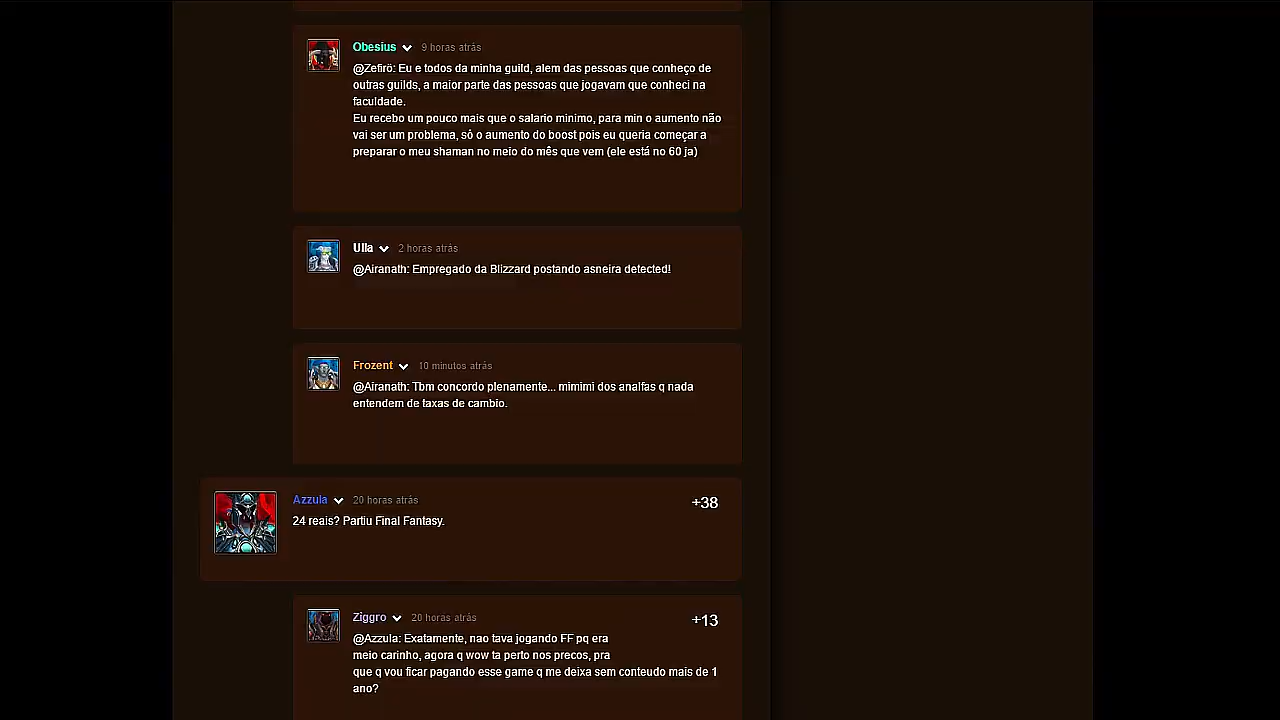 Obesius 9 horas atrás
@Zefirö: Eu e todos da minha guild, alem das pessoas que conheço de
outras guilds, a maior parte das pessoas que jogavam que conheci na
faculdade.
Eu recebo um pouco mais que o salario minimo, para min o aumento não
vai ser um problema, só o aumento do boost pois eu queria começar a
preparar o meu shaman no meio do mês que vem (ele está no 60 ja)
Ulla 2 horas atrás
@Airanath: Empregado da Blizzard postando asneira detected!
Frozent 10 minutos atrás
@Airanath: Tbm concordo plenamente... mimimi dos analfas q nada
entendem de taxas de cambio.
Azzula 20 horas atrás +38
24 reais? Partiu Final Fantasy.
Ziggro 20 horas atrás +13
@Azzula: Exatamente, nao tava jogando FF pq era
meio carinho, agora q wow ta perto nos precos, pra
que q vou ficar pagando esse game q me deixa sem conteudo mais de 1
ano?